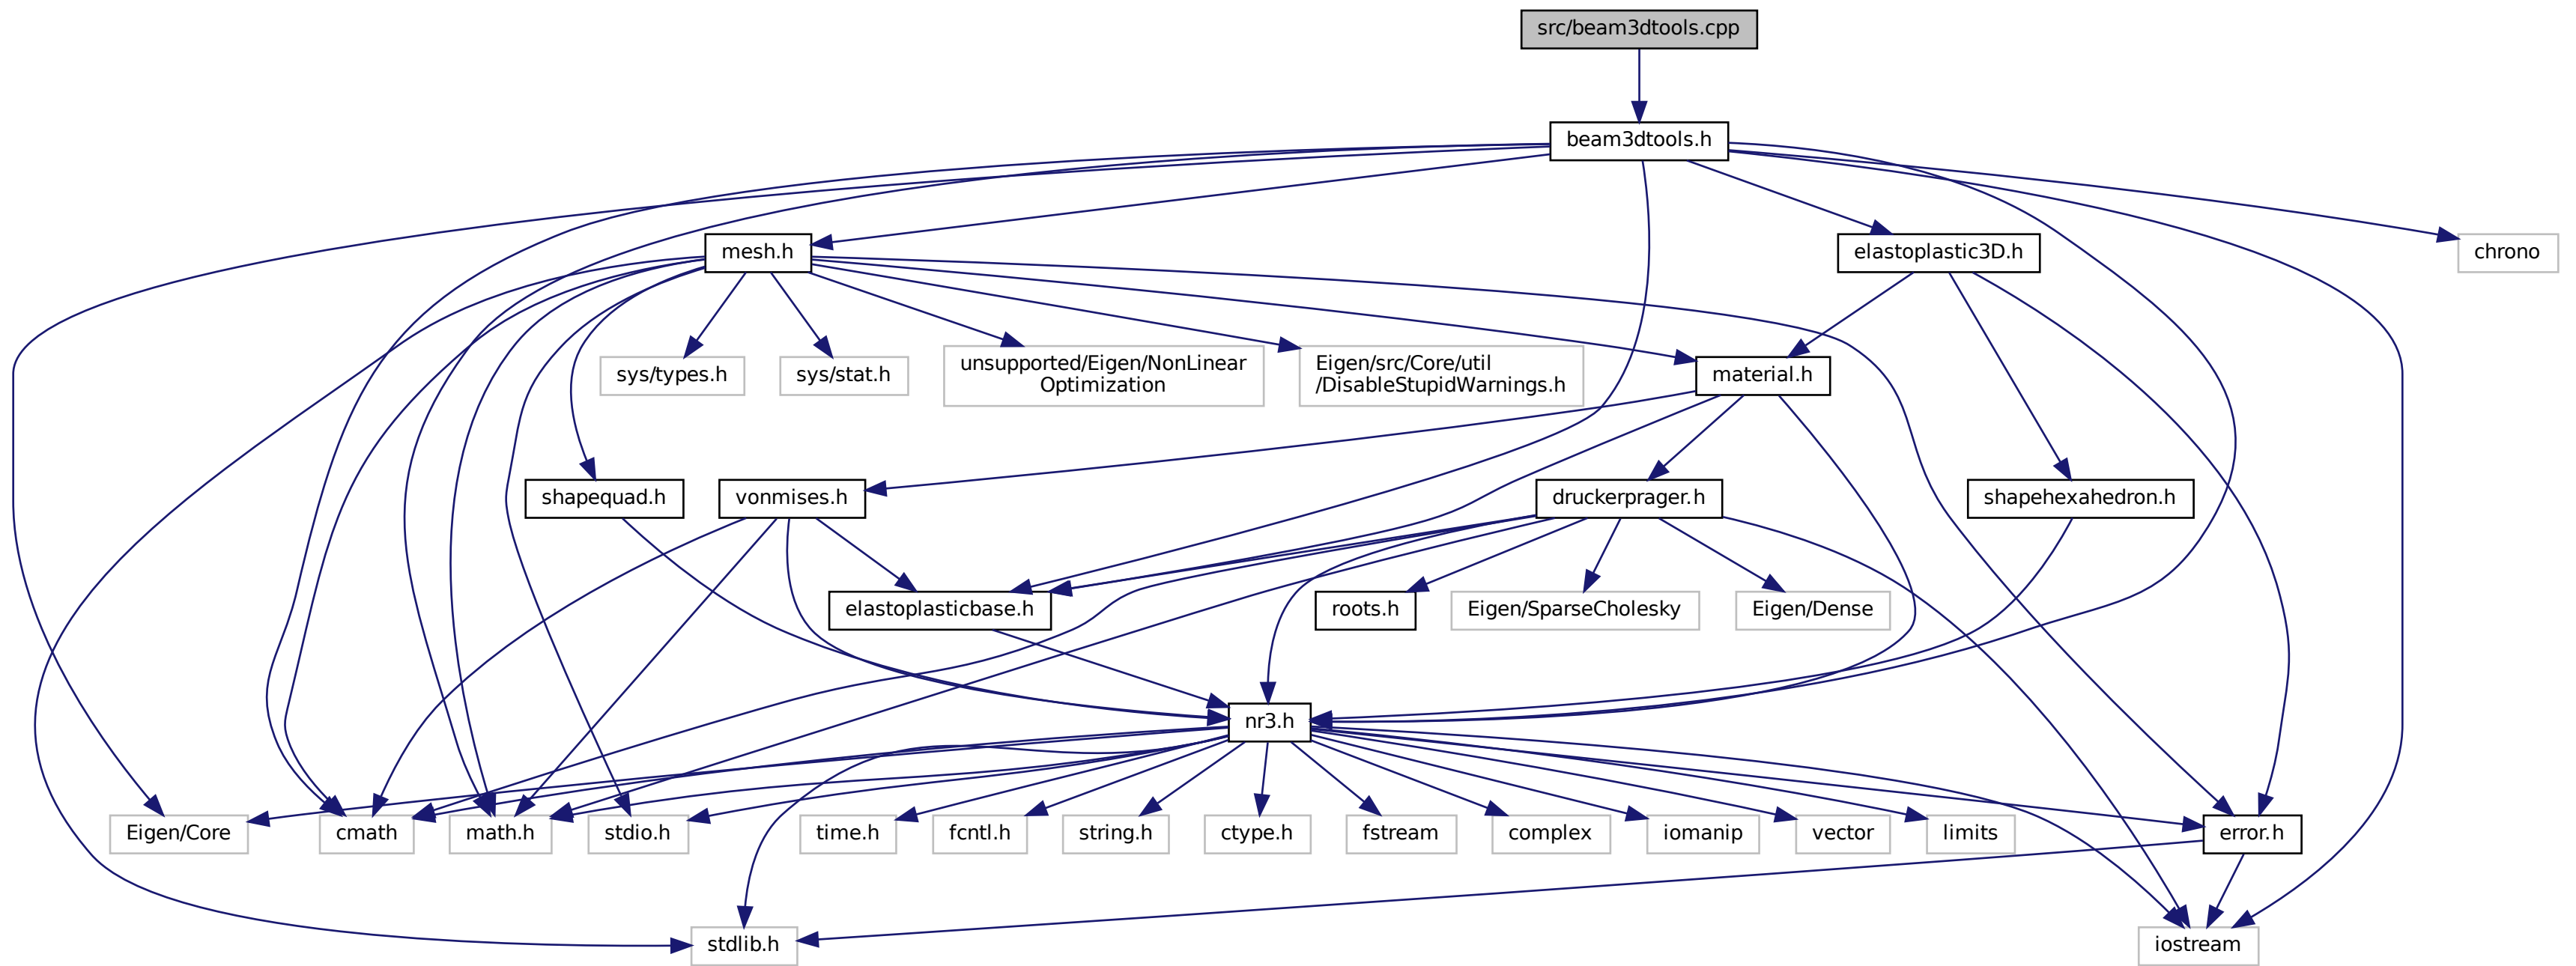 src/beam3dtools.cpp
beam3dtools.h
mesh.h
elastoplastic3D.h
chrono
sys/types.h
sys/stat.h
unsupported/Eigen/NonLinear
Optimization
Eigen/src/Core/util
/DisableStupidWarnings.h
material.h
shapequad.h
vonmises.h
druckerprager.h
shapehexahedron.h
elastoplasticbase.h
roots.h
Eigen/SparseCholesky
Eigen/Dense
nr3.h
Eigen/Core
cmath
math.h
stdio.h
time.h
fcntl.h
string.h
ctype.h
fstream
complex
iomanip
vector
limits
error.h
stdlib.h
iostream